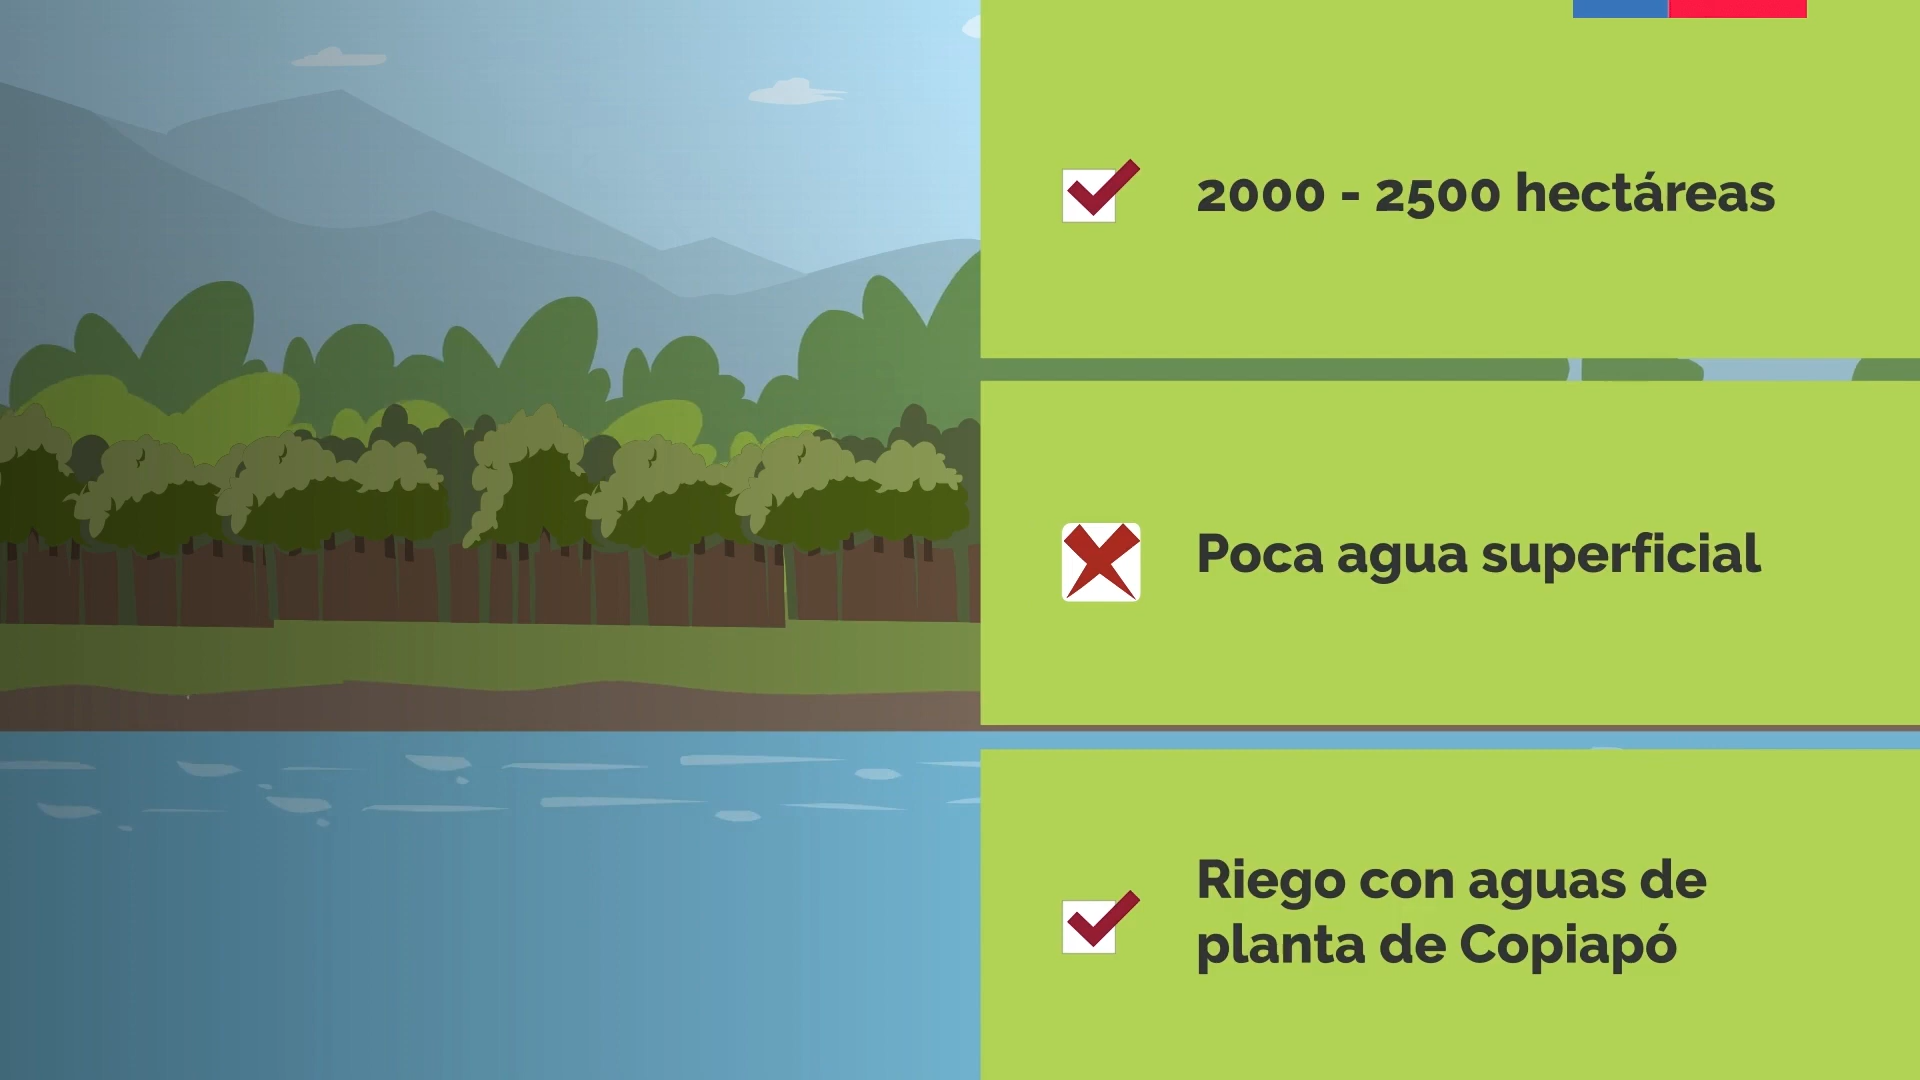 2000 - 2500 hectáreas
Poca agua superficial
Riego con aguas de
planta de Copiapó